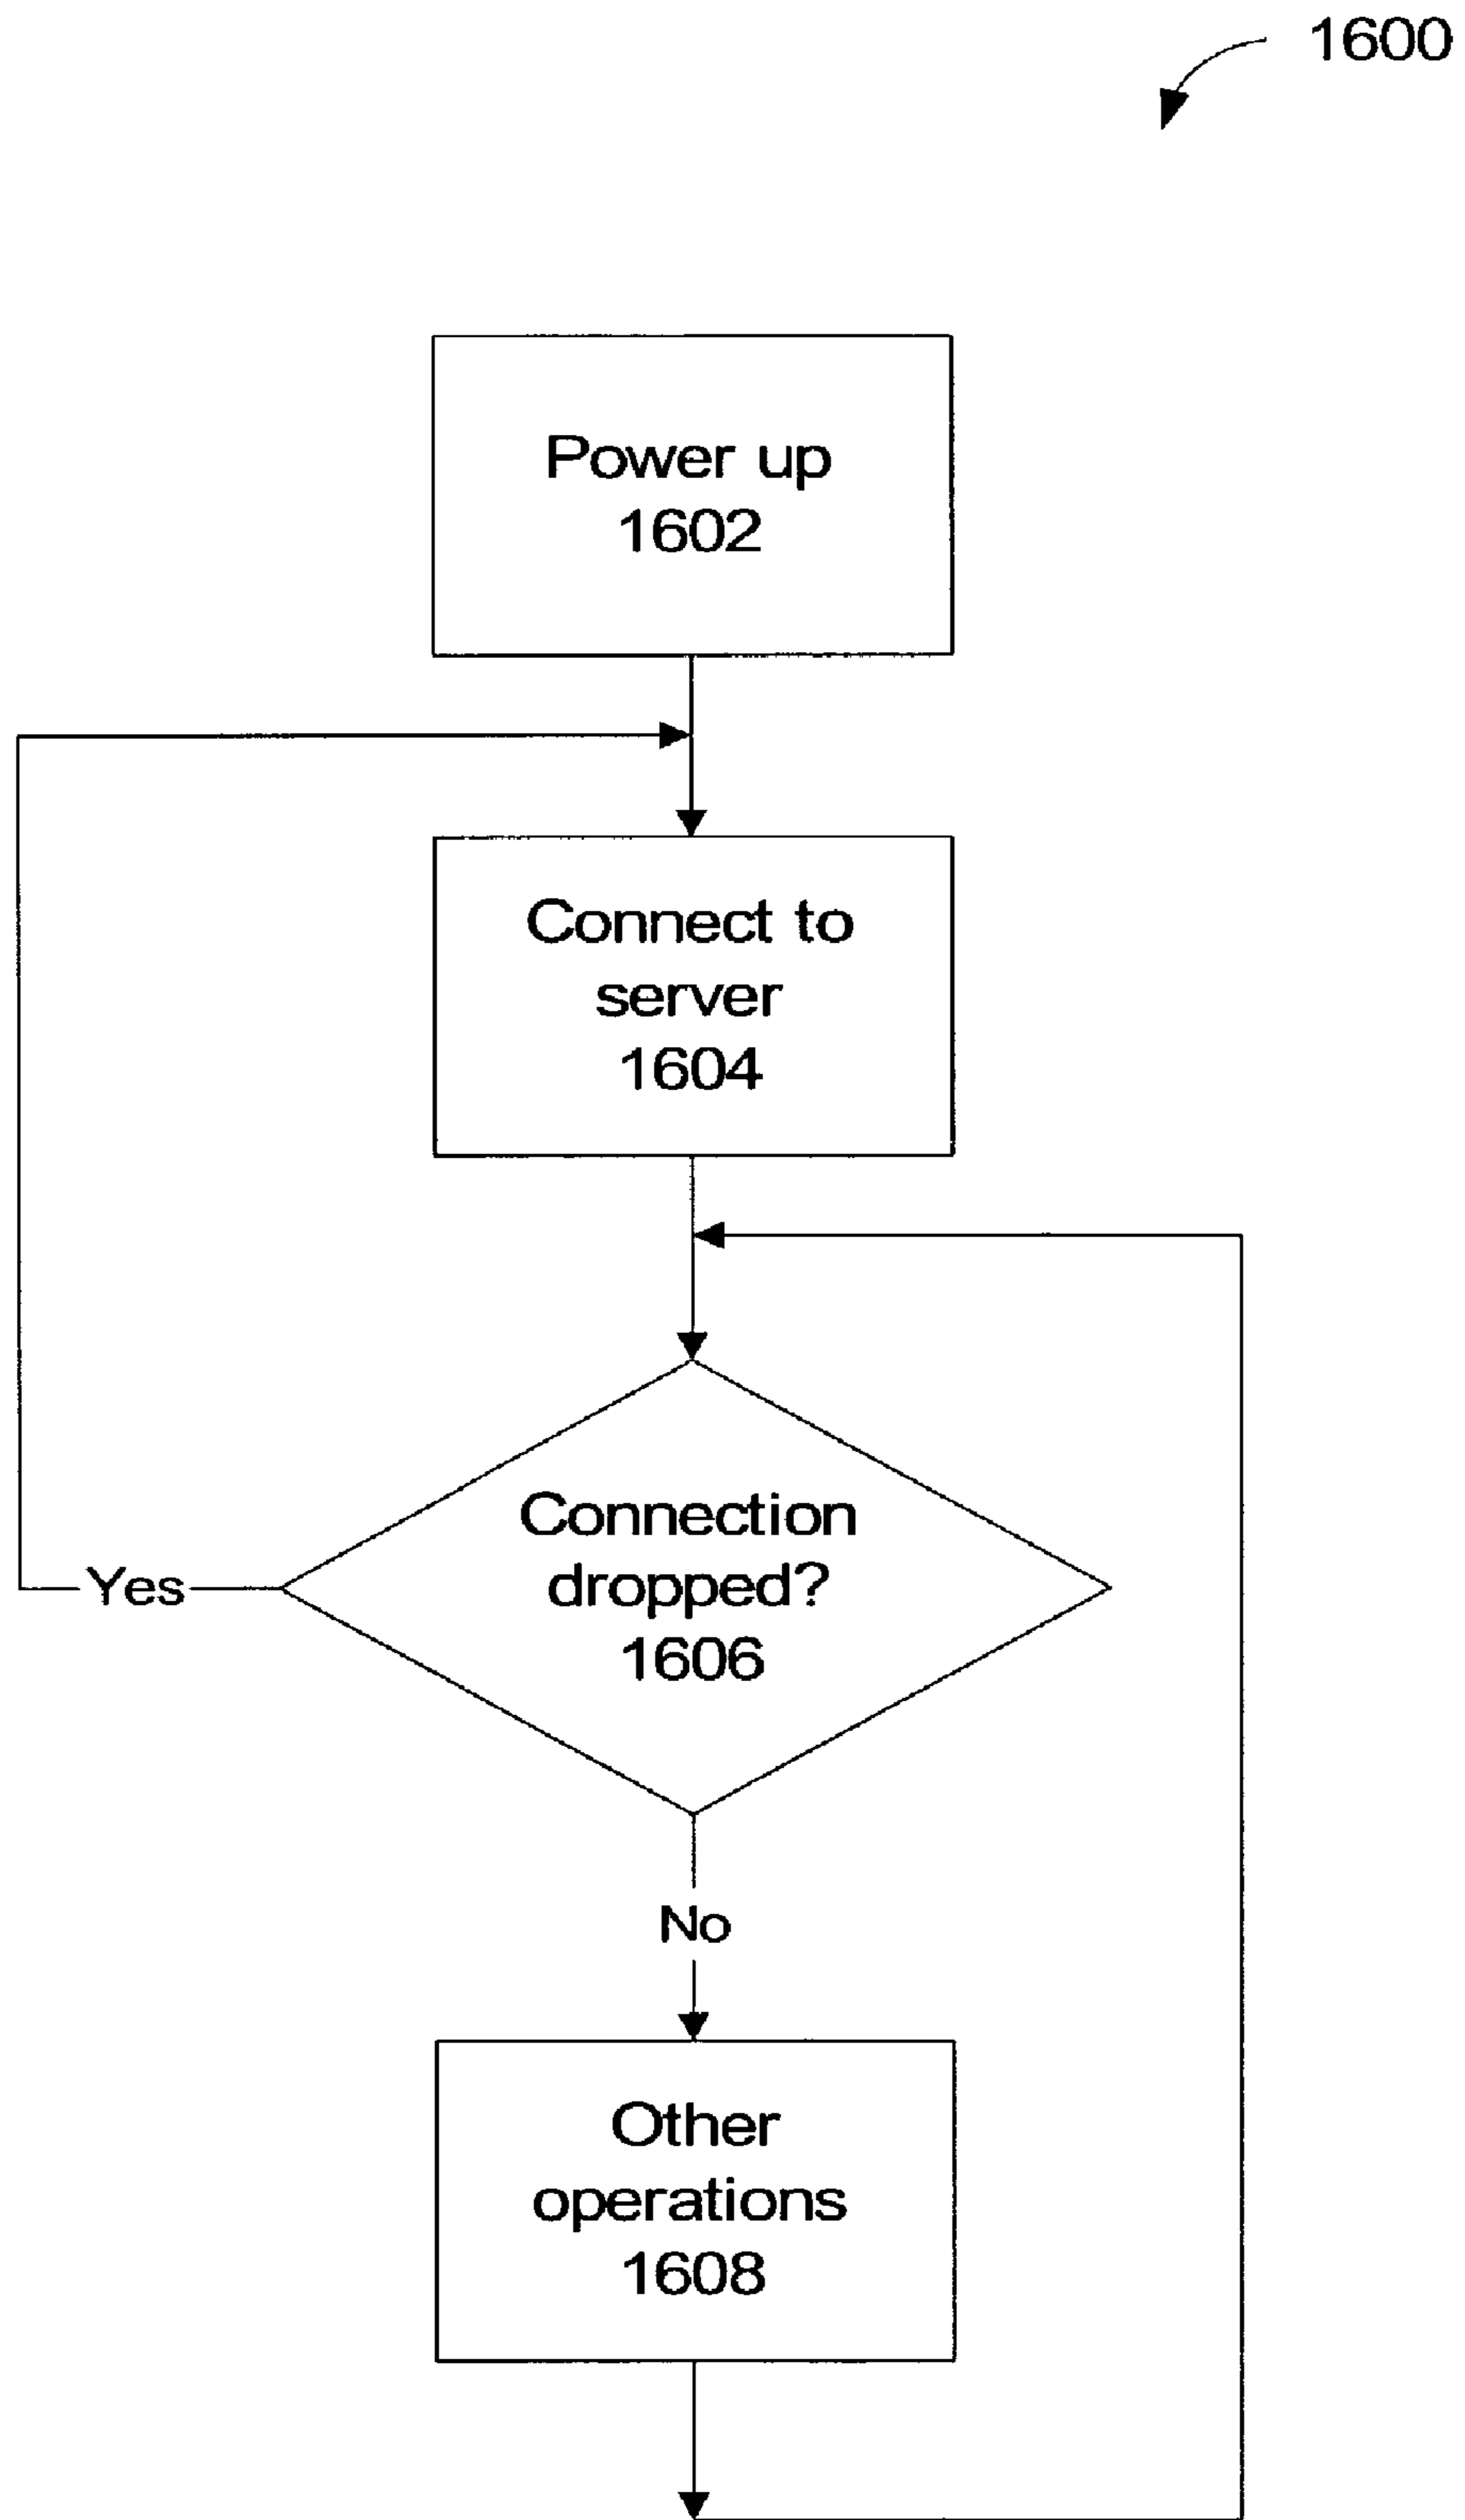 1600
Power up
1602
Connect to
server
1604
Connection
dropped?
1606
Yes
No
Other
operations
1608